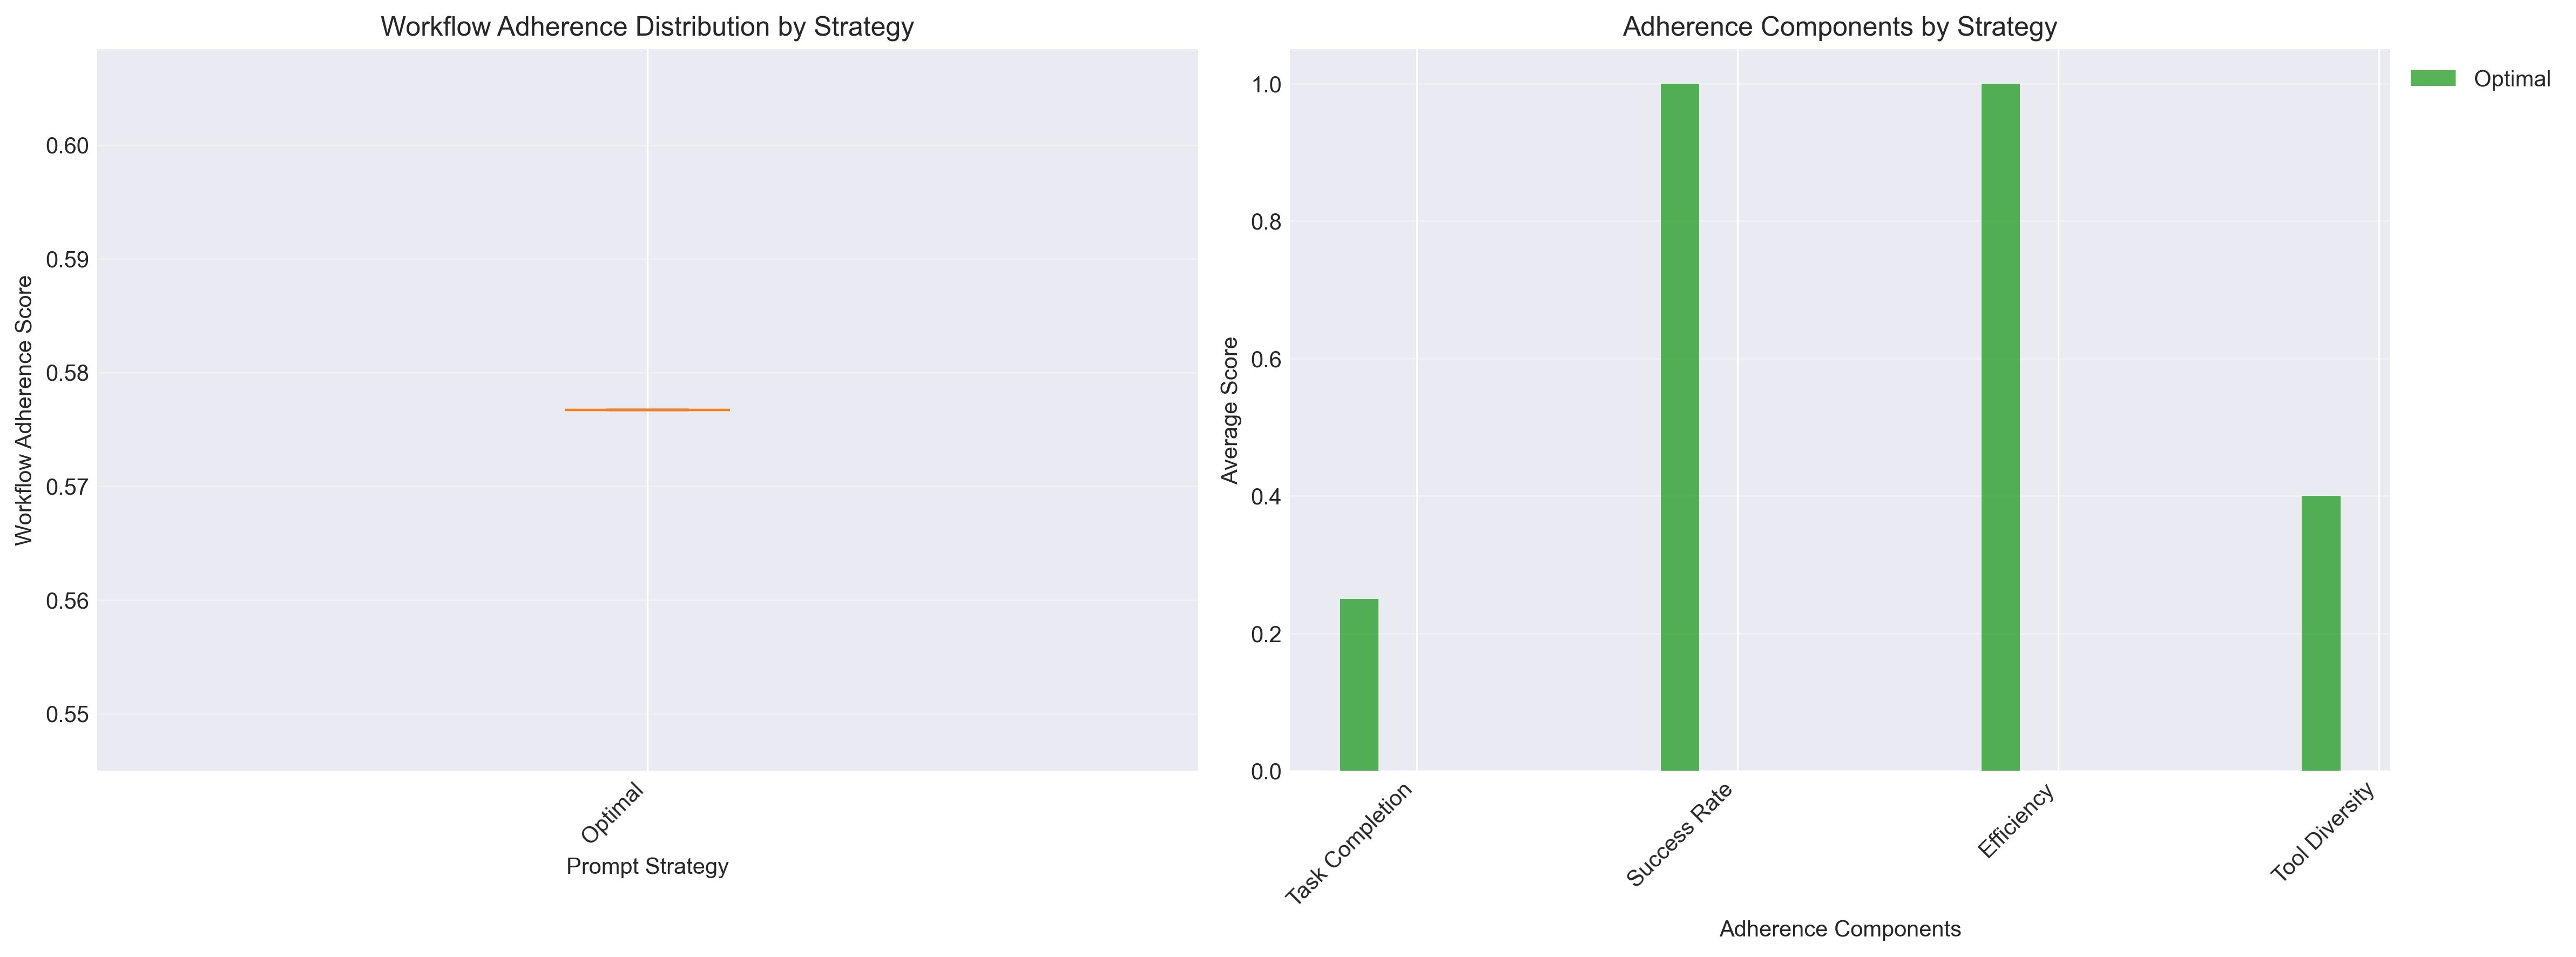 Workflow Adherence Distribution by Strategy
Workflow Adherence Score
0.60
0.59
0.58
0.57
0.56
0.55
Optimal
Prompt Strategy
Adherence Components by Strategy
Average Score
1.0
0.8
0.6
0.4
0.2
0.0
Task Completion
Success Rate
Efficiency
Tool Diversity
Adherence Components
Optimal